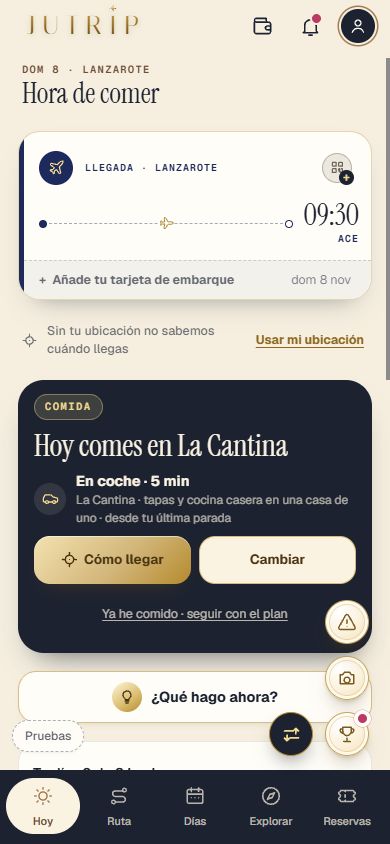 JUTRIP
DOM 8 · LANZAROTE
Hora de comer
LLEGADA · LANZAROTE
09:30
ACE
+ Añade tu tarjeta de embarque
dom 8 nov
Sin tu ubicación no sabemos
cuándo llegas
Usar mi ubicación
COMIDA
Hoy comes en La Cantina
En coche · 5 min
La Cantina · tapas y cocina casera en una casa de
uno · desde tu última parada
Cómo llegar
Cambiar
Ya he comido · seguir con el plan
¿Qué hago ahora?
Pruebas
Hoy
Ruta
Días
Explorar
Reservas